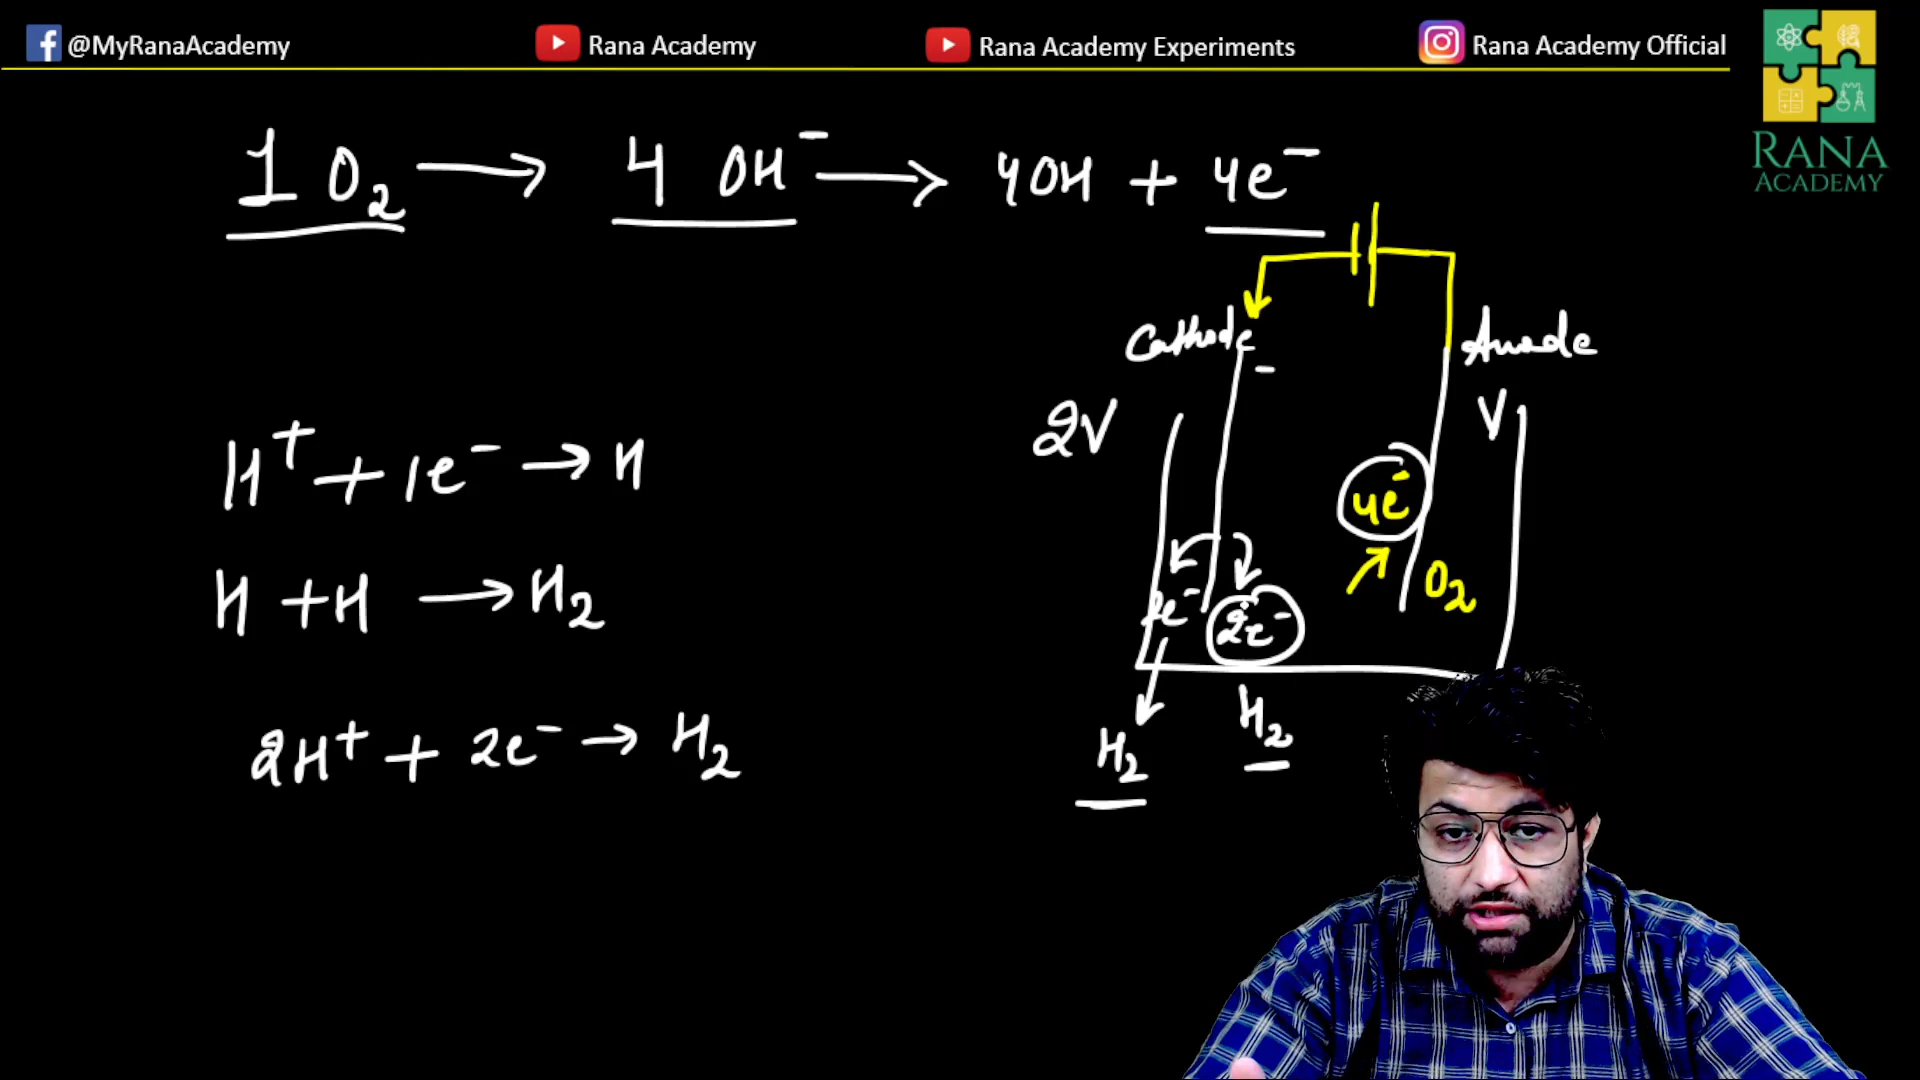 @MyRanaAcademy
Rana Academy
Rana Academy Experiments
Rana Academy Official
RANA
ACADEMY
1 O₂ → 4 OH⁻ → 4OH + 4e⁻
Cathode
-
Anode
2V
V
H⁺ + 1e⁻ → H
4e⁻
O₂
H + H → H₂
2e⁻
2e⁻
2H⁺ + 2e⁻ → H₂
H₂
H₂